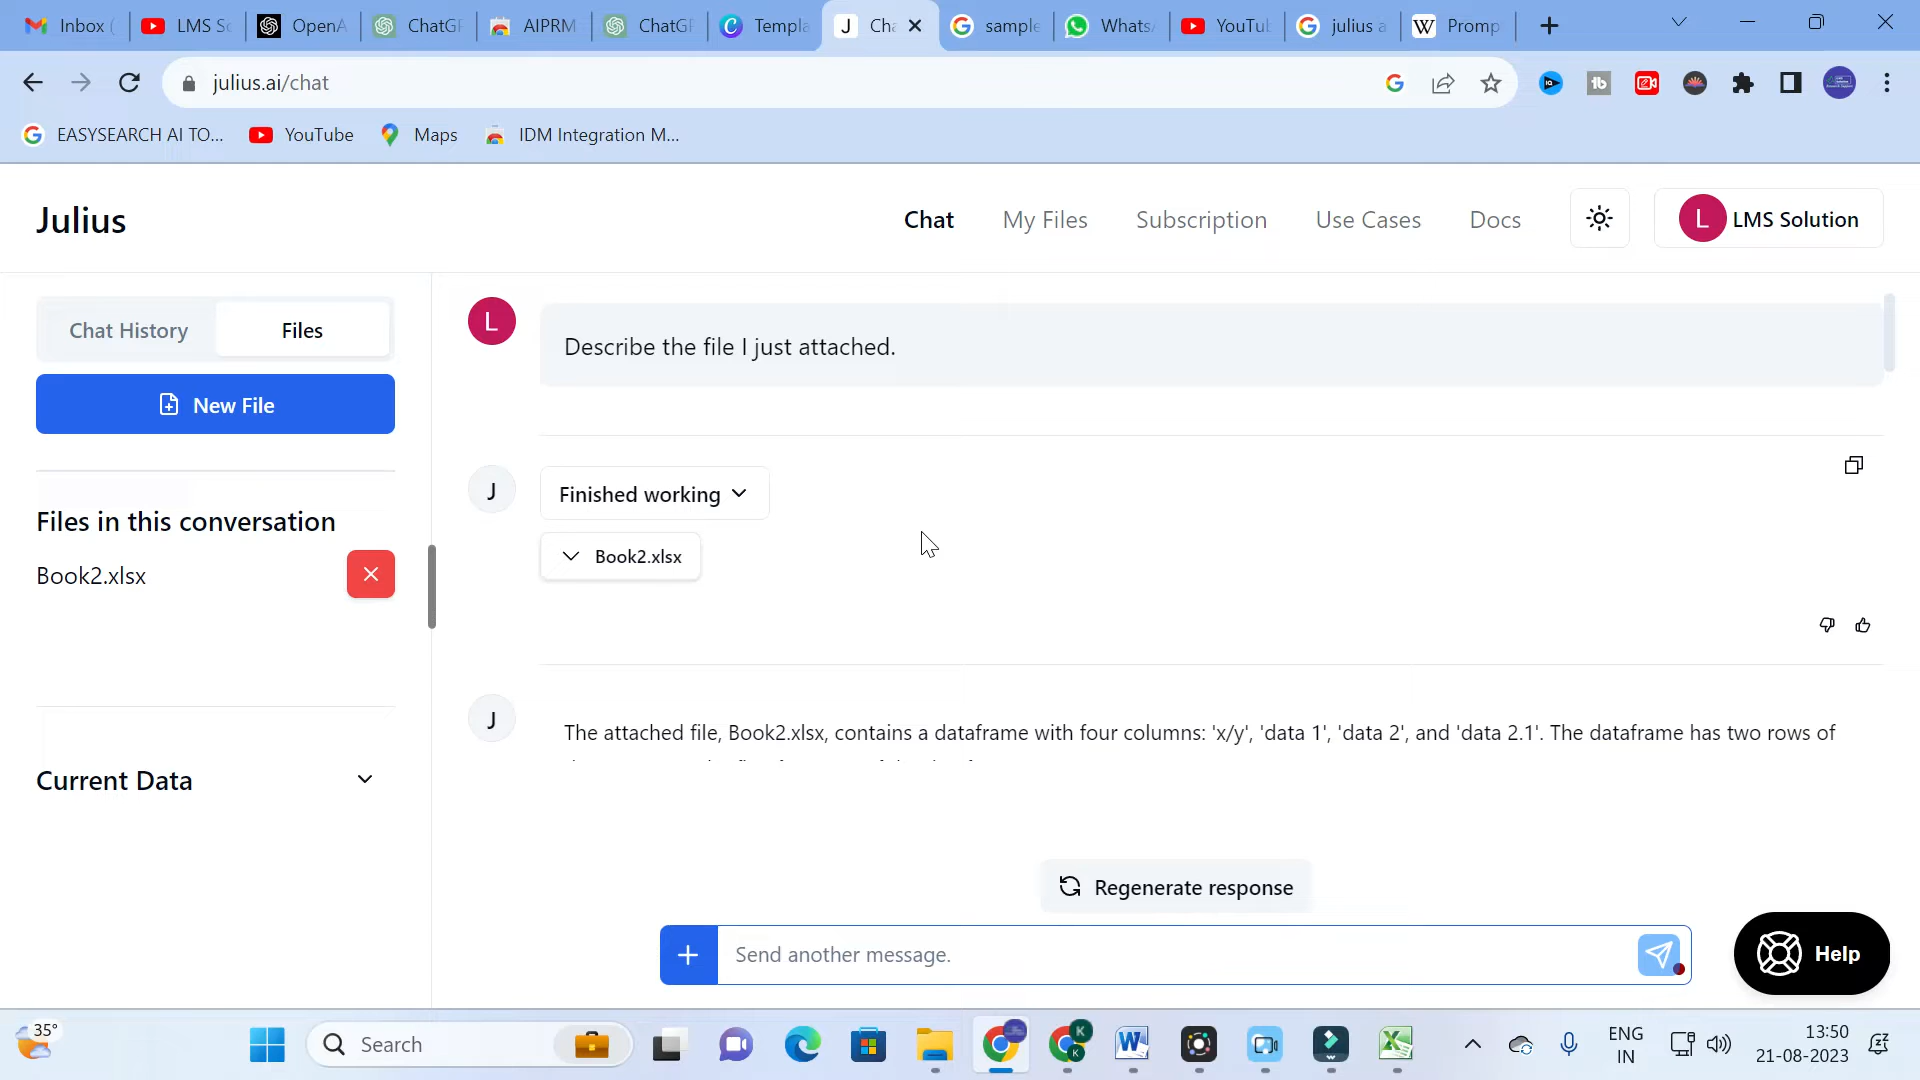 Inbox (
LMS S
OpenA
ChatG
AIPRM
ChatG
Templa
Cha
sample
Whats
YouTu
julius a
Promp
julius.ai/chat
EASYSEARCH AI TO...
YouTube
Maps
IDM Integration M...
Julius
Chat
My Files
Subscription
Use Cases
Docs
L
LMS Solution
Chat History
Files
New File
Files in this conversation
Book2.xlsx
Current Data
L
Describe the file I just attached.
J
Finished working
Book2.xlsx
J
The attached file, Book2.xlsx, contains a dataframe with four columns: 'x/y', 'data 1', 'data 2', and 'data 2.1'. The dataframe has two rows of
Regenerate response
Send another message.
Help
35°
Search
ENG
IN
13:50
21-08-2023